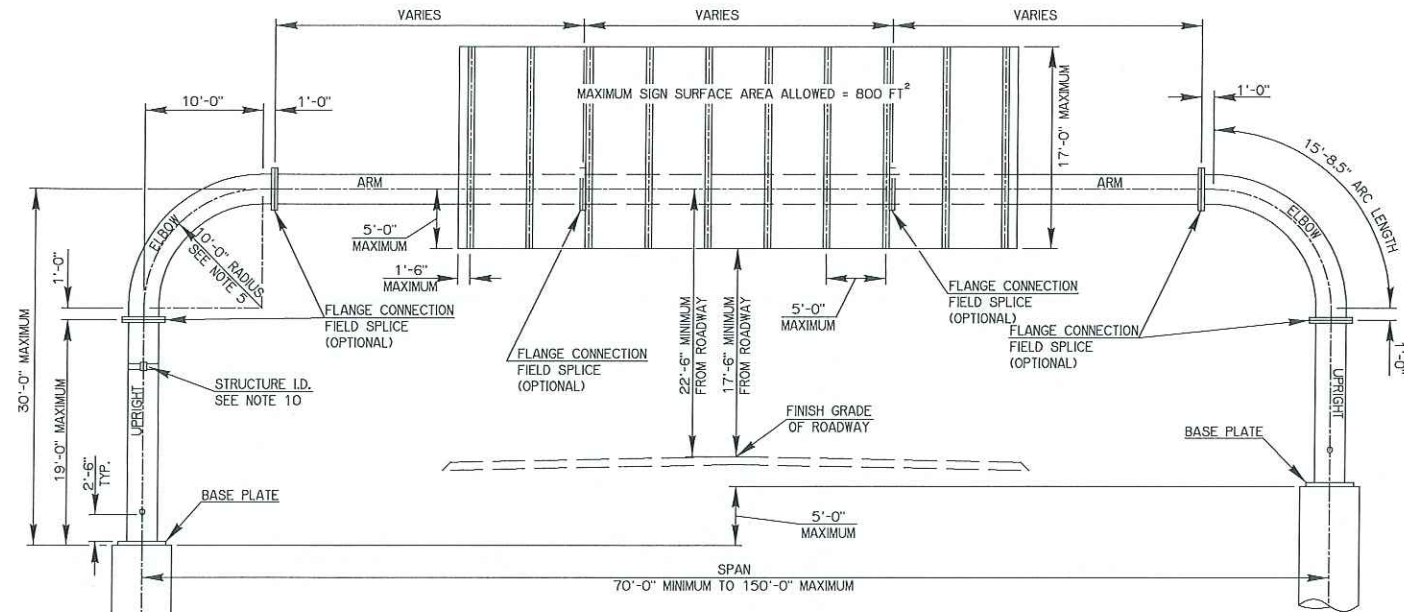 VARIES
VARIES
VARIES
10'-0"
1'-0"
MAXIMUM SIGN SURFACE AREA ALLOWED = 800 FT²
17'-0" MAXIMUM
1'-0"
15'-8.5" ARC LENGTH
ARM
ARM
ELBOW
ELBOW
10'-0" RADIUS
SEE NOTE 5
5'-0"
MAXIMUM
1'-6"
MAXIMUM
1'-0"
FLANGE CONNECTION
FIELD SPLICE
(OPTIONAL)
FLANGE CONNECTION
FIELD SPLICE
(OPTIONAL)
22'-6" MINIMUM
FROM ROADWAY
17'-6" MINIMUM
FROM ROADWAY
5'-0"
MAXIMUM
FLANGE CONNECTION
FIELD SPLICE
(OPTIONAL)
FLANGE CONNECTION
FIELD SPLICE
(OPTIONAL)
1'-0"
30'-0" MAXIMUM
19'-0" MAXIMUM
STRUCTURE I.D.
SEE NOTE 10
UPRIGHT
UPRIGHT
FINISH GRADE
OF ROADWAY
BASE PLATE
2'-6"
TYP.
BASE PLATE
5'-0"
MAXIMUM
SPAN
70'-0" MINIMUM TO 150'-0" MAXIMUM